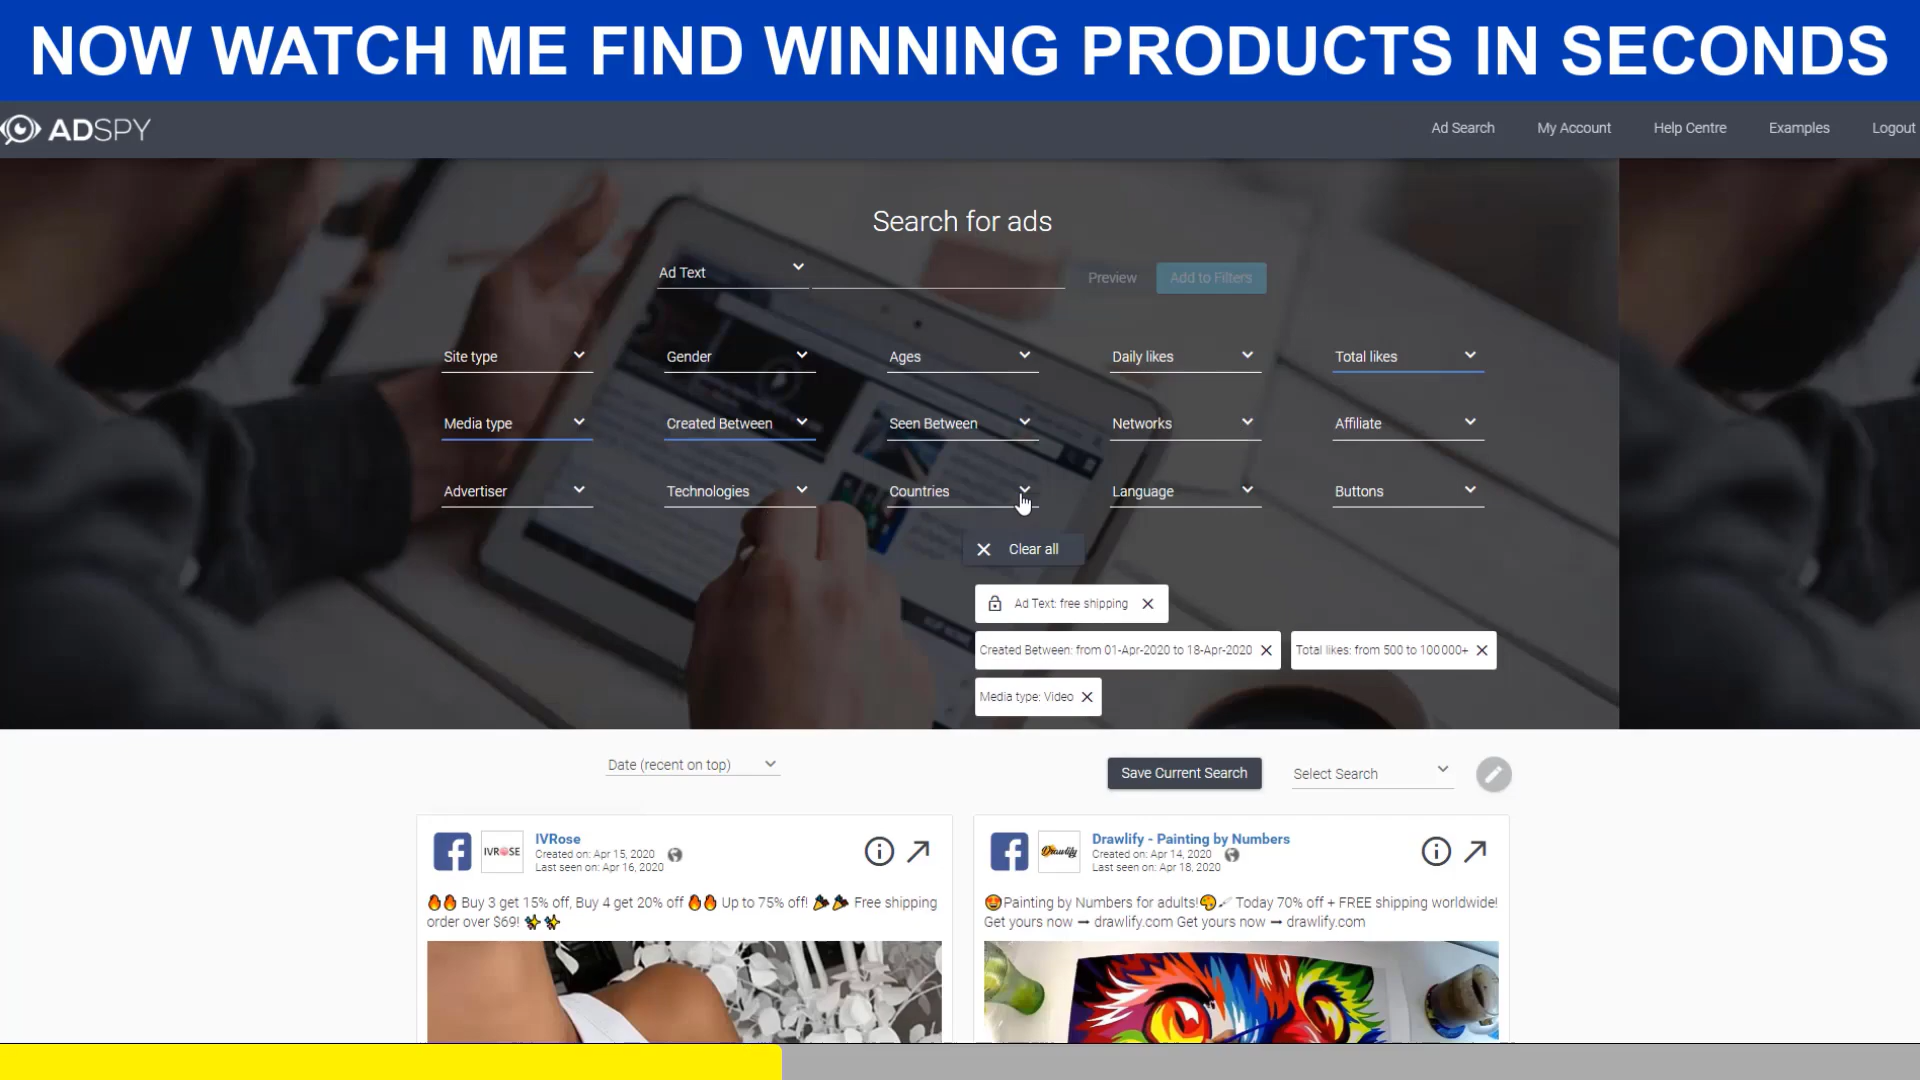 NOW WATCH ME FIND WINNING PRODUCTS IN SECONDS
ADSPY
Ad Search
My Account
Help Centre
Examples
Logout
Search for ads
Ad Text
Preview
Add to Filters
Site type
Gender
Ages
Daily likes
Total likes
Media type
Created Between
Seen Between
Networks
Affiliate
Advertiser
Technologies
Countries
Language
Buttons
Clear all
Ad Text: free shipping
Created Between: from 01-Apr-2020 to 18-Apr-2020
Total likes: from 500 to 100000+
Media type: Video
Date (recent on top)
Save Current Search
Select Search
IVROSE
IVRose
Created on: Apr 15, 2020
Last seen on: Apr 16, 2020
🔥🔥 Buy 3 get 15% off, Buy 4 get 20% off 🔥🔥 Up to 75% off! 🎉🎉 Free shipping
order over $69! ✨✨
Drawlify
Drawlify - Painting by Numbers
Created on: Apr 14, 2020
Last seen on: Apr 18, 2020
🤩Painting by Numbers for adults!🎨🖌 Today 70% off + FREE shipping worldwide!
Get yours now ➞ drawlify.com Get yours now ➞ drawlify.com